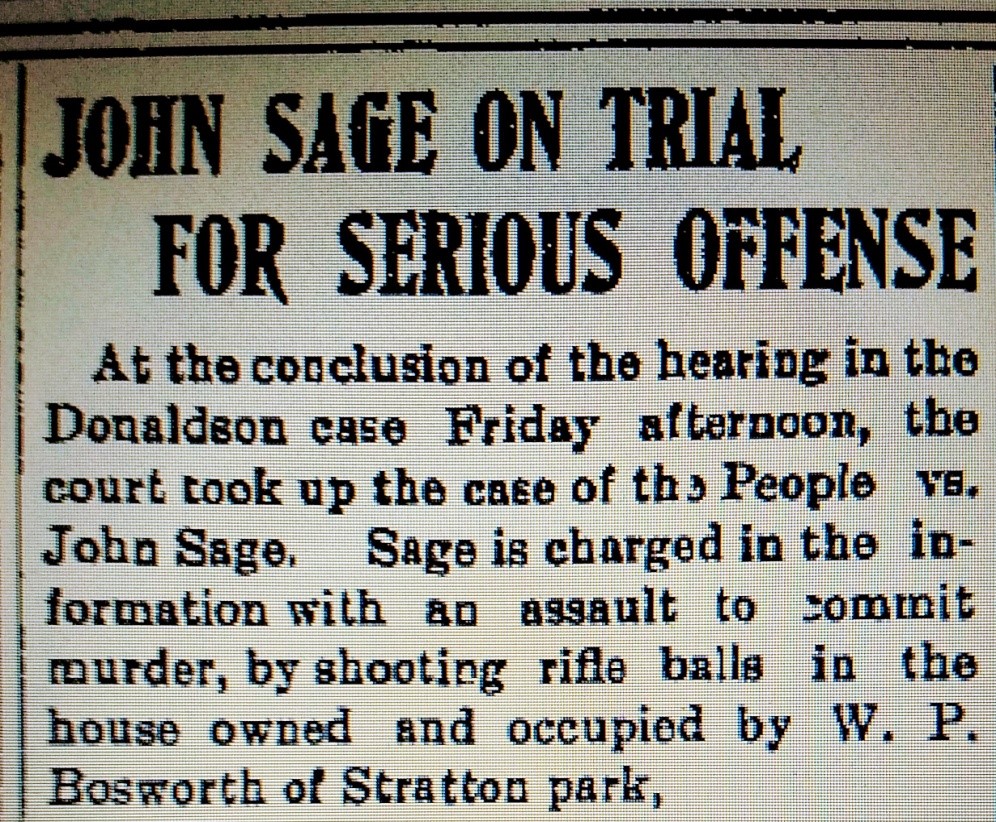 JOHN SAGE ON TRIAL
FOR SERIOUS OFFENSE
At the conclusion of the hearing in the
Donaldson case Friday afternoon, the
court took up the case of the People vs.
John Sage. Sage is charged in the in-
formation with an assault to commit
murder, by shooting rifle balls in the
house owned and occupied by W. P.
Bosworth of Stratton park,